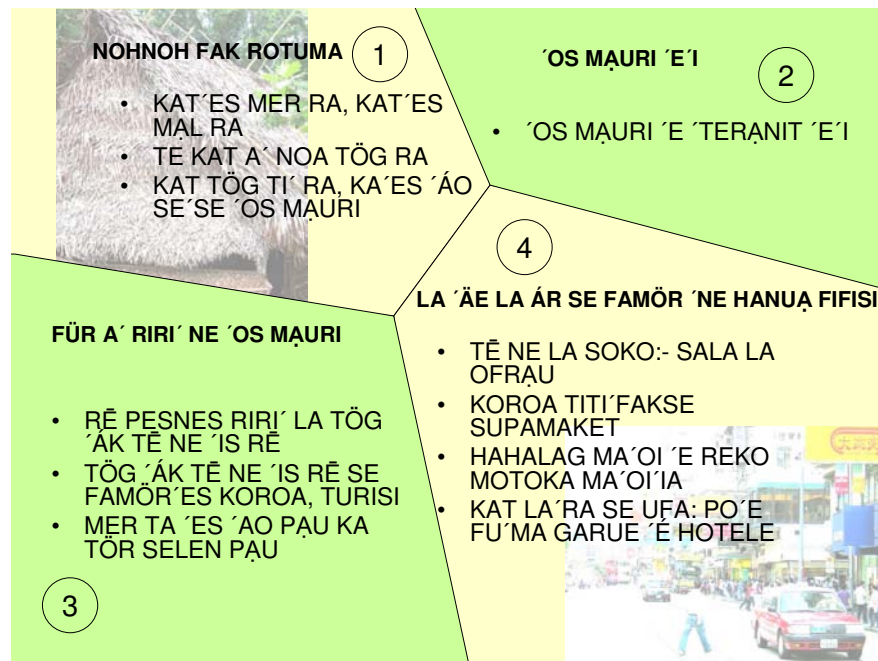 NOHNOH FAK ROTUMA
1
• KAT´ES MER RA, KAT´ES
MẠL RA
• TE KAT A´ NOA TÖG RA
• KAT TÖG TI´ RA, KA´ES ´ÁO
SE´SE ´OS MẠURI
´OS MẠURI ´E´I
2
• ´OS MẠURI ´E ´TERẠNIT ´E´I
FÜR A´ RIRI´ NE ´OS MẠURI
• RĒ PESNES RIRI´ LA TÖG
´ÁK TĒ NE ´IS RĒ
• TÖG ´ÁK TĒ NE ´IS RĒ SE
FAMÖR´ES KOROA, TURISI
• MER TA ´ES ´AO PẠU KA
TÖR SELEN PẠU
3
4
LA ´ÄE LA ÁR SE FAMÖR ´NE HANUẠ FIFISI
• TĒ NE LA SOKO:- SALA LA
OFRẠU
• KOROA TITI´FAKSE
SUPAMAKET
• HAHALAG MA´OI ´E REKO
MOTOKA MA´OI´IA
• KAT LA´RA SE UFA: PO´E
FU´MA GARUE ´É HOTELE